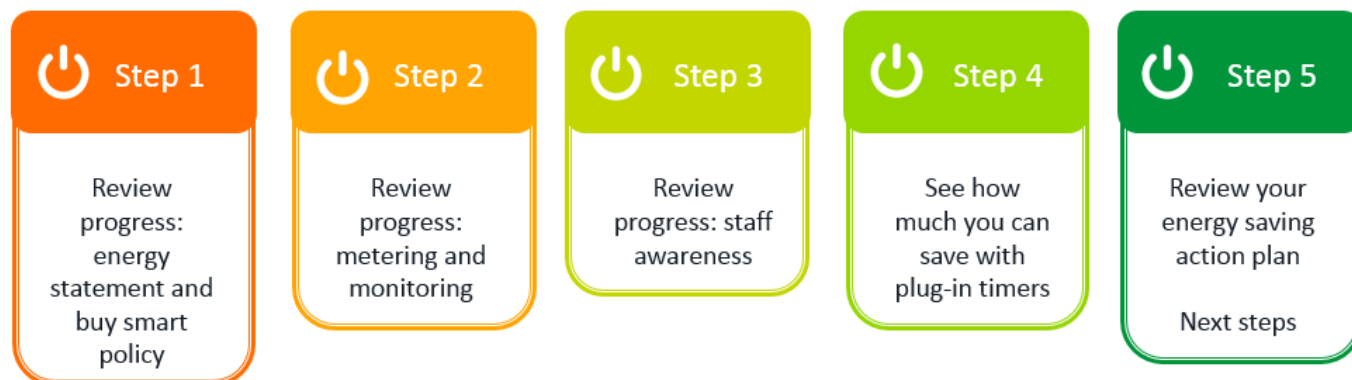 Step 1
Review
progress:
energy
statement and
buy smart
policy
Step 2
Review
progress:
metering and
monitoring
Step 3
Review
progress: staff
awareness
Step 4
See how
much you can
save with
plug-in timers
Step 5
Review your
energy saving
action plan
Next steps